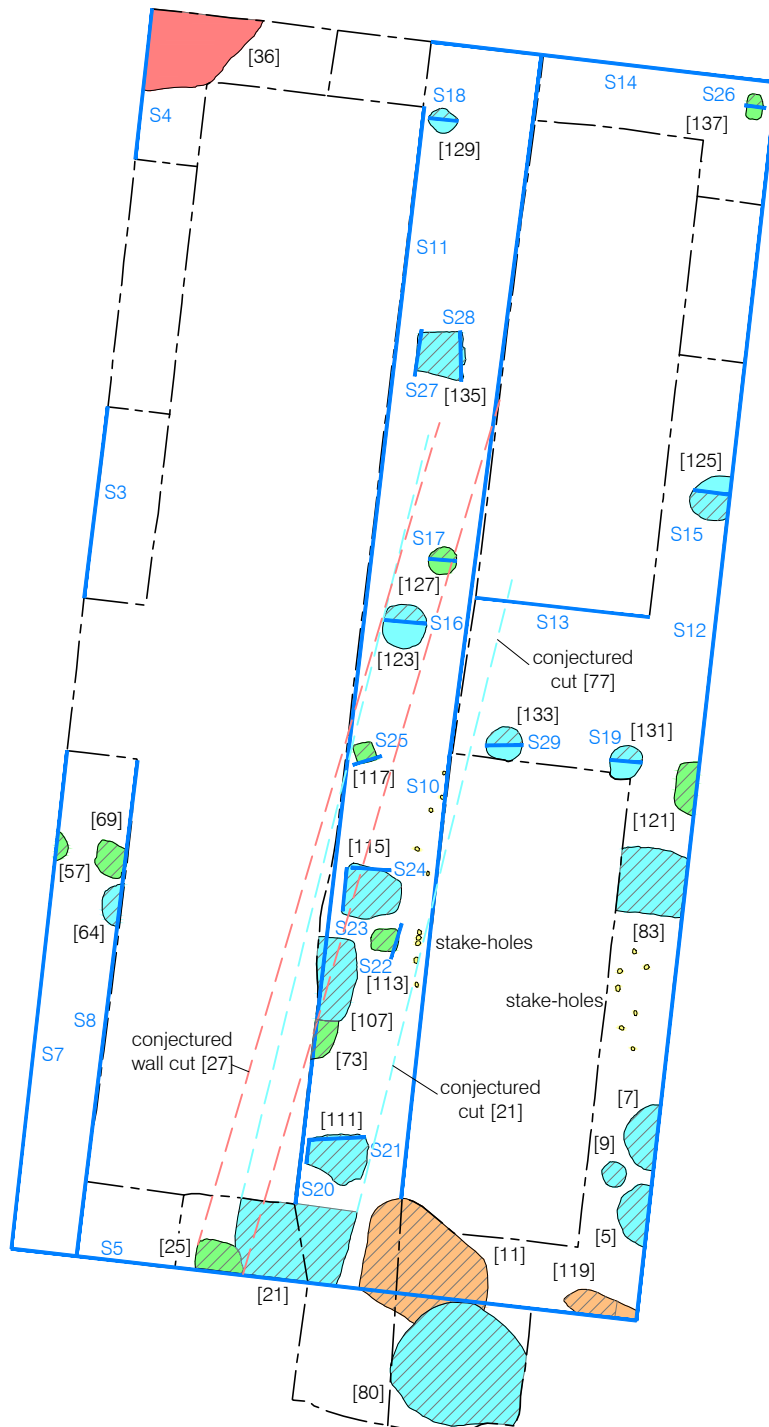 [36]
S14
S26
S18
S4
[137]
[129]
S11
S28
S27
[135]
[125]
S3
S15
S17
[127]
S16
S13
S12
[123]
conjectured
cut [77]
[133]
[131]
S25
S29
S19
[117]
S10
[69]
[121]
[115]
S24
[57]
[64]
S23
[83]
stake-holes
S22
[113]
stake-holes
S8
[107]
conjectured
wall cut [27]
S7
[73]
conjectured
cut [21]
[7]
[111]
[9]
S21
S20
[5]
S5
[25]
[11]
[119]
[21]
[80]